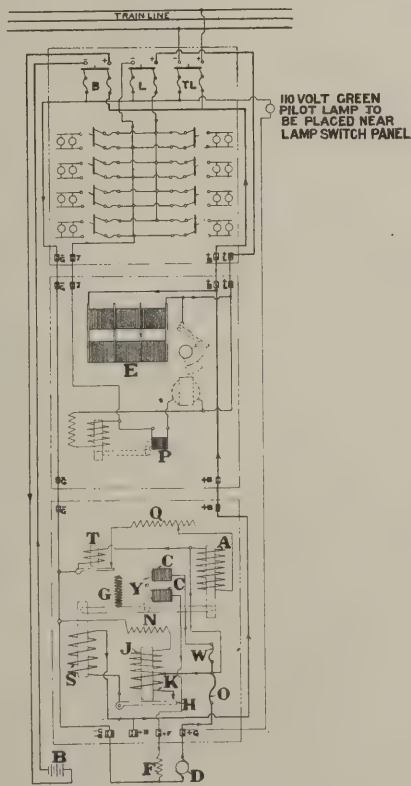 TRAIN LINE
B L TL
110 VOLT GREEN
PILOT LAMP TO
BE PLACED NEAR
LAMP SWITCH PANEL
E
P
Q
T
A
C
Y
C
G
N
J
W
S
K
O
H
+F
+G
B
F
D